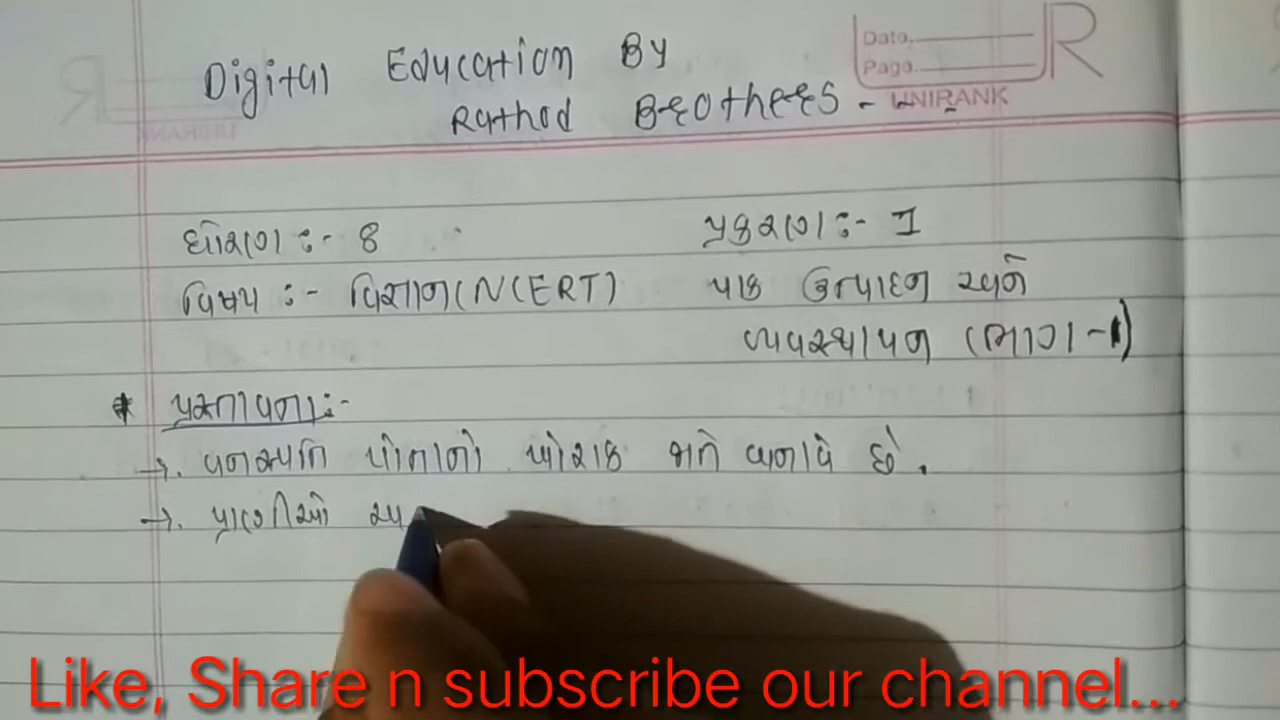 Digital Education By
Rathod Brothers
Date.
Page.
UNIRANK
R
ધોરણ :- 8
પ્રકરણ :- I
વિષય :- વિજ્ઞાન (NCERT)
પાક ઉત્પાદન અને
વ્યવસ્થાપન (ભાગ-1)
* પ્રસ્તાવના :-
→. વનસ્પતિ પોતાનો ખોરાક જાતે બનાવે છે.
→. પ્રાણીઓ
Like, Share n subscribe our channel...